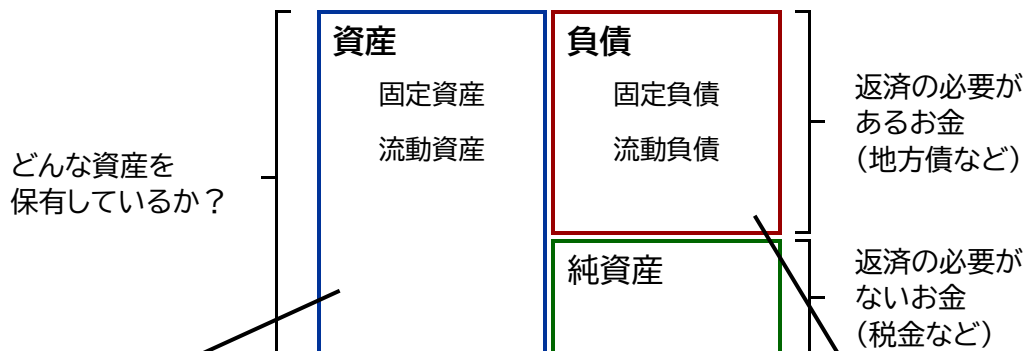 どんな資産を
保有しているか？
資産
固定資産
流動資産
負債
固定負債
流動負債
純資産
返済の必要が
あるお金
（地方債など）
返済の必要が
ないお金
（税金など）